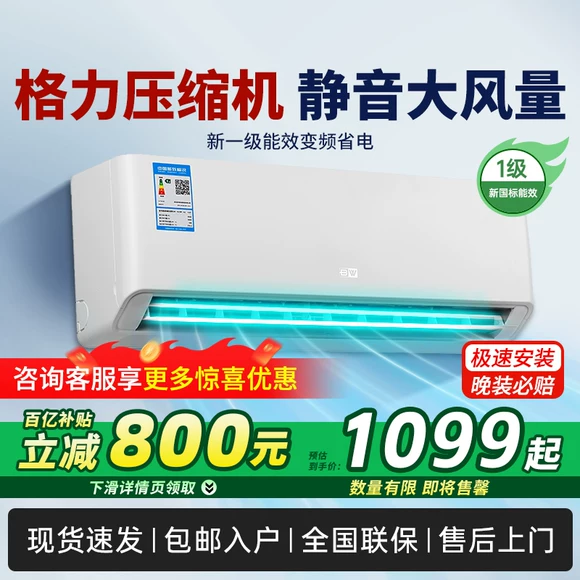 格力压缩机 静音大风量
新一级能效变频省电
1级
新国标能效
咨询客服享更多惊喜优惠
极速安装
晚装必赔
百亿补贴
立减800元
下滑详情页领取
预估
到手价:
1099起
数量有限 即将售馨
现货速发|包邮入户|全国联保|售后上门